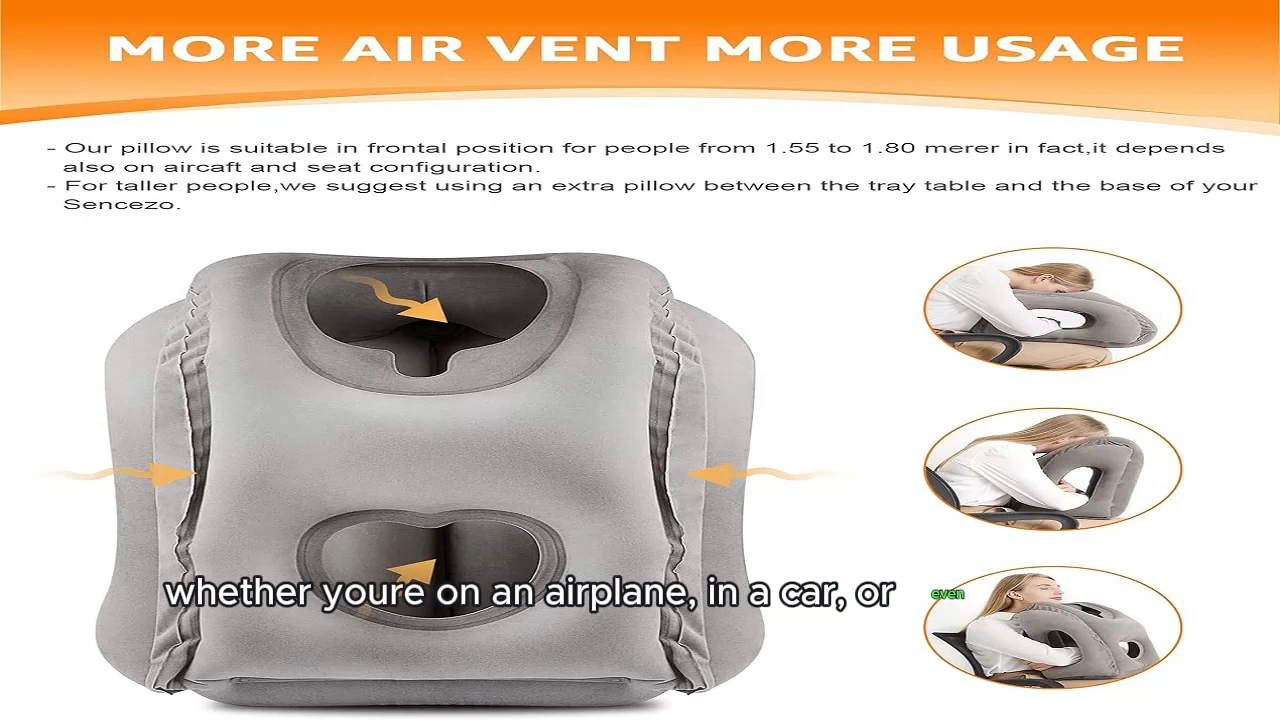 MORE AIR VENT MORE USAGE
- Our pillow is suitable in frontal position for people from 1.55 to 1.80 merer in fact,it depends
also on aircaft and seat configuration.
- For taller people,we suggest using an extra pillow between the tray table and the base of your
Sencezo.
whether youre on an airplane, in a car, or even